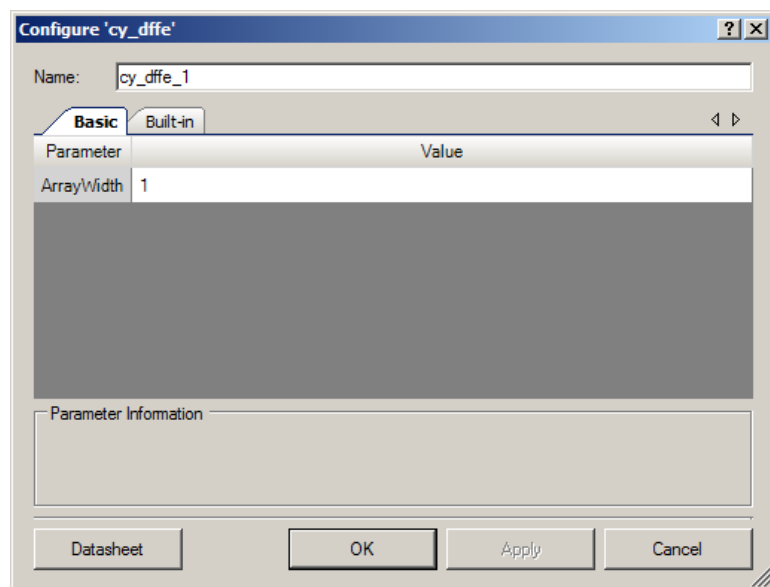 Configure 'cy_dffe'
Name: cy_dffe_1
Basic Built-in
Parameter Value
ArrayWidth 1
Parameter Information
Datasheet OK Apply Cancel